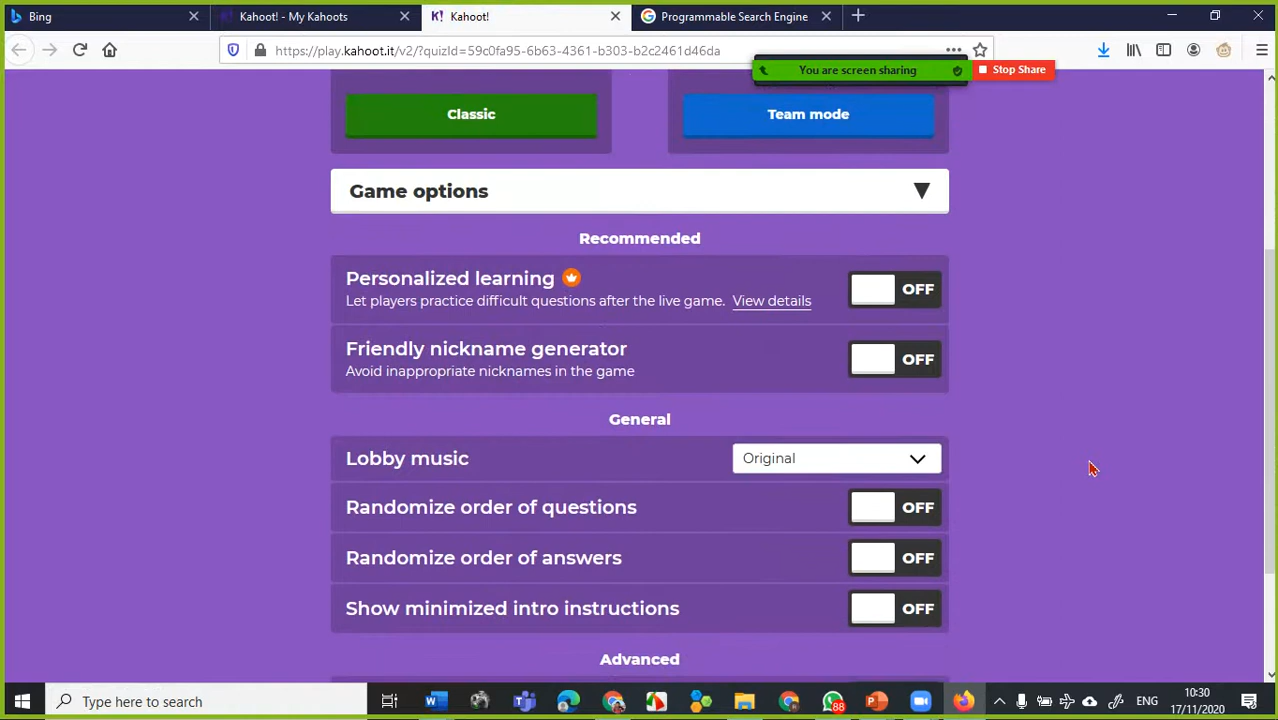 Bing
Kahoot! - My Kahoots
K! Kahoot!
Programmable Search Engine
https://play.kahoot.it/v2/?quizId=59c0fa95-6b63-4361-b303-b2c2461d46da
You are screen sharing
Stop Share
Classic
Team mode
Game options
Recommended
Personalized learning
Let players practice difficult questions after the live game. View details
OFF
Friendly nickname generator
Avoid inappropriate nicknames in the game
OFF
General
Lobby music
Original
Randomize order of questions
OFF
Randomize order of answers
OFF
Show minimized intro instructions
OFF
Advanced
Type here to search
88
ENG
10:30
17/11/2020